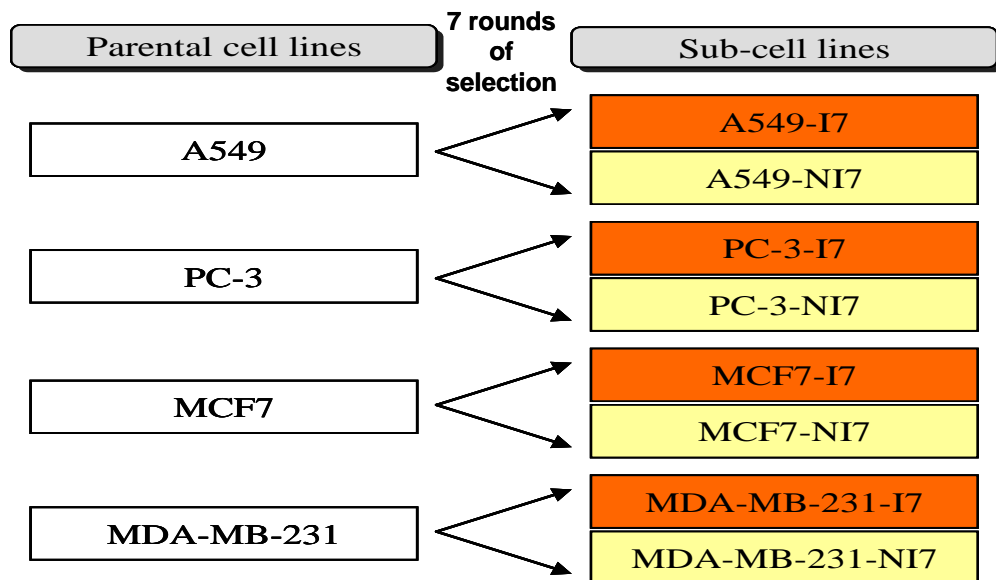 Parental cell lines
7 rounds
of
selection
Sub-cell lines
A549
A549-I7
A549-NI7
PC-3
PC-3-I7
PC-3-NI7
MCF7
MCF7-I7
MCF7-NI7
MDA-MB-231
MDA-MB-231-I7
MDA-MB-231-NI7